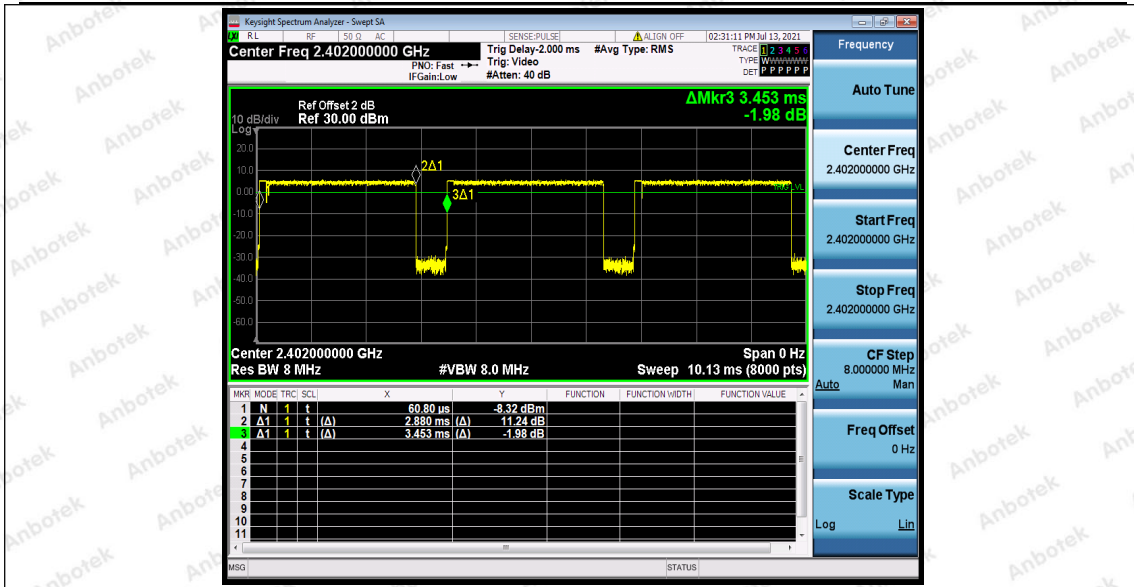 Keysight Spectrum Analyzer - Swept SA
RL RF 50 Ω AC SENSE:PULSE ALIGN OFF 02:31:11 PM Jul 13, 2021
Center Freq 2.402000000 GHz
PNO: Fast
IFGain:Low
Trig Delay-2.000 ms
Trig: Video
#Atten: 40 dB
#Avg Type: RMS
TRACE 1 2 3 4 5 6
TYPE WWWWWW
DET P P P P P P
ΔMkr3 3.453 ms
-1.98 dB
Ref Offset 2 dB
10 dB/div Ref 30.00 dBm
Log
20.0
10.0
0.00
-10.0
-20.0
-30.0
-40.0
-50.0
-60.0
2Δ1
3Δ1
TRIG LVL
Center 2.402000000 GHz Span 0 Hz
Res BW 8 MHz #VBW 8.0 MHz Sweep 10.13 ms (8000 pts)
MKR MODE TRC SCL X Y FUNCTION FUNCTION WIDTH FUNCTION VALUE
1 N 1 t 60.80 µs -8.32 dBm
2 Δ1 1 t (Δ) 2.880 ms (Δ) 11.24 dB
3 Δ1 1 t (Δ) 3.453 ms (Δ) -1.98 dB
4
5
6
7
8
9
10
11
MSG STATUS
Frequency
Auto Tune
Center Freq
2.402000000 GHz
Start Freq
2.402000000 GHz
Stop Freq
2.402000000 GHz
CF Step
8.000000 MHz
Auto Man
Freq Offset
0 Hz
Scale Type
Log Lin
Anbotek